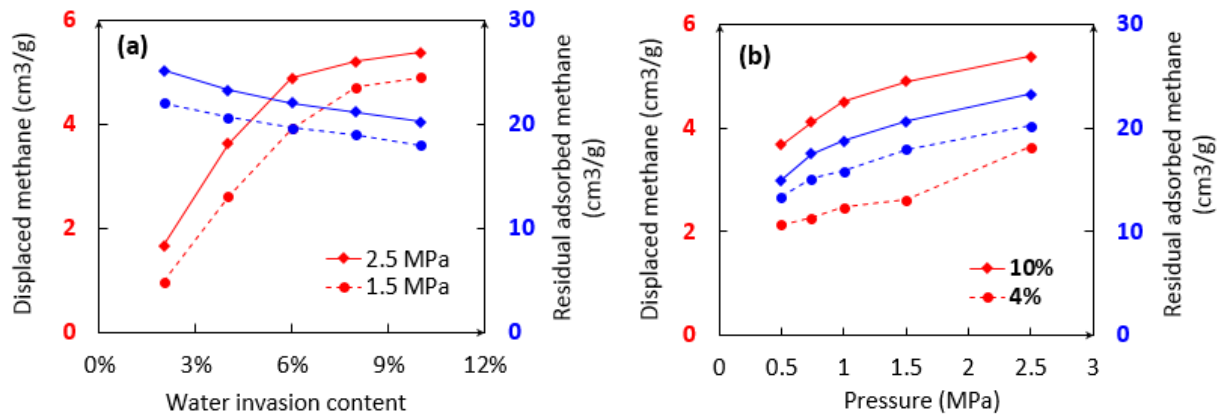 (a)
Displaced methane (cm3/g)
6
4
2
0
30
20
10
0
Residual adsorbed methane
(cm3/g)
2.5 MPa
1.5 MPa
0%
3%
6%
9%
12%
Water invasion content
(b)
Displaced methane (cm3/g)
6
4
2
0
30
20
10
0
Residual adsorbed methane
(cm3/g)
10%
4%
0
0.5
1
1.5
2
2.5
3
Pressure (MPa)